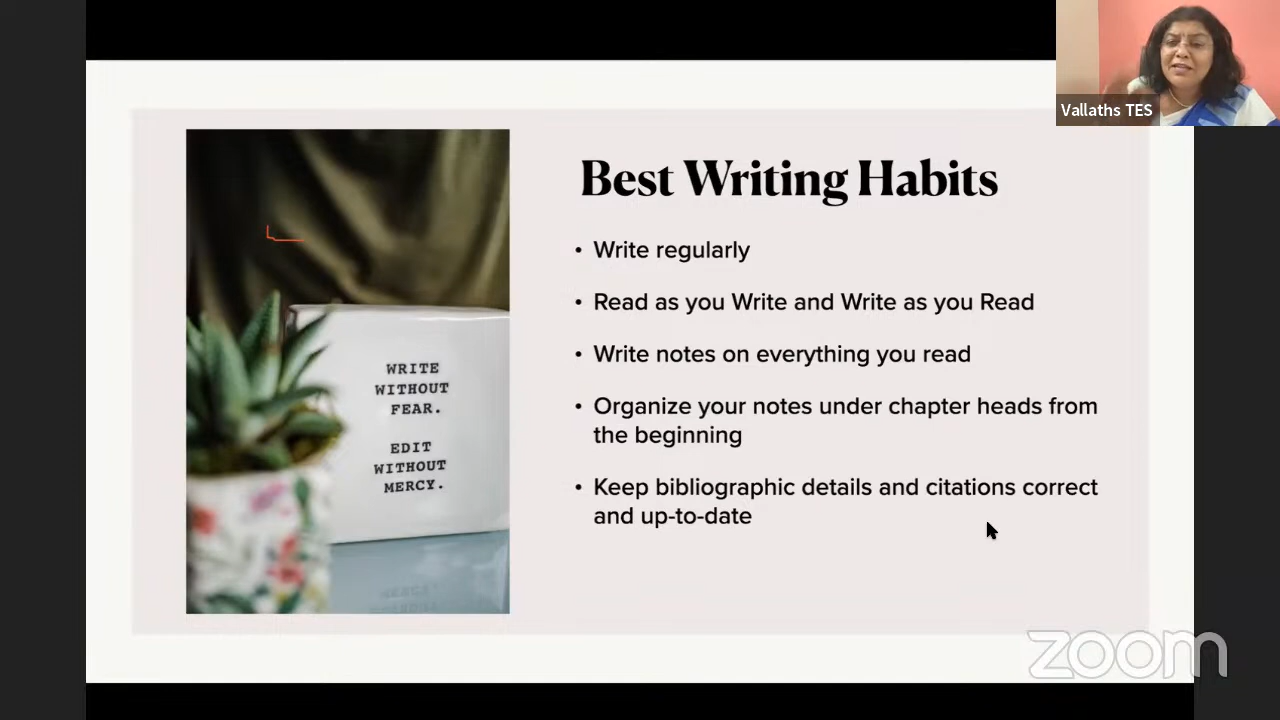 Vallaths TES
Best Writing Habits
• Write regularly
• Read as you Write and Write as you Read
• Write notes on everything you read
• Organize your notes under chapter heads from
the beginning
• Keep bibliographic details and citations correct
and up-to-date
WRITE
WITHOUT
FEAR.
EDIT
WITHOUT
MERCY.
zoom